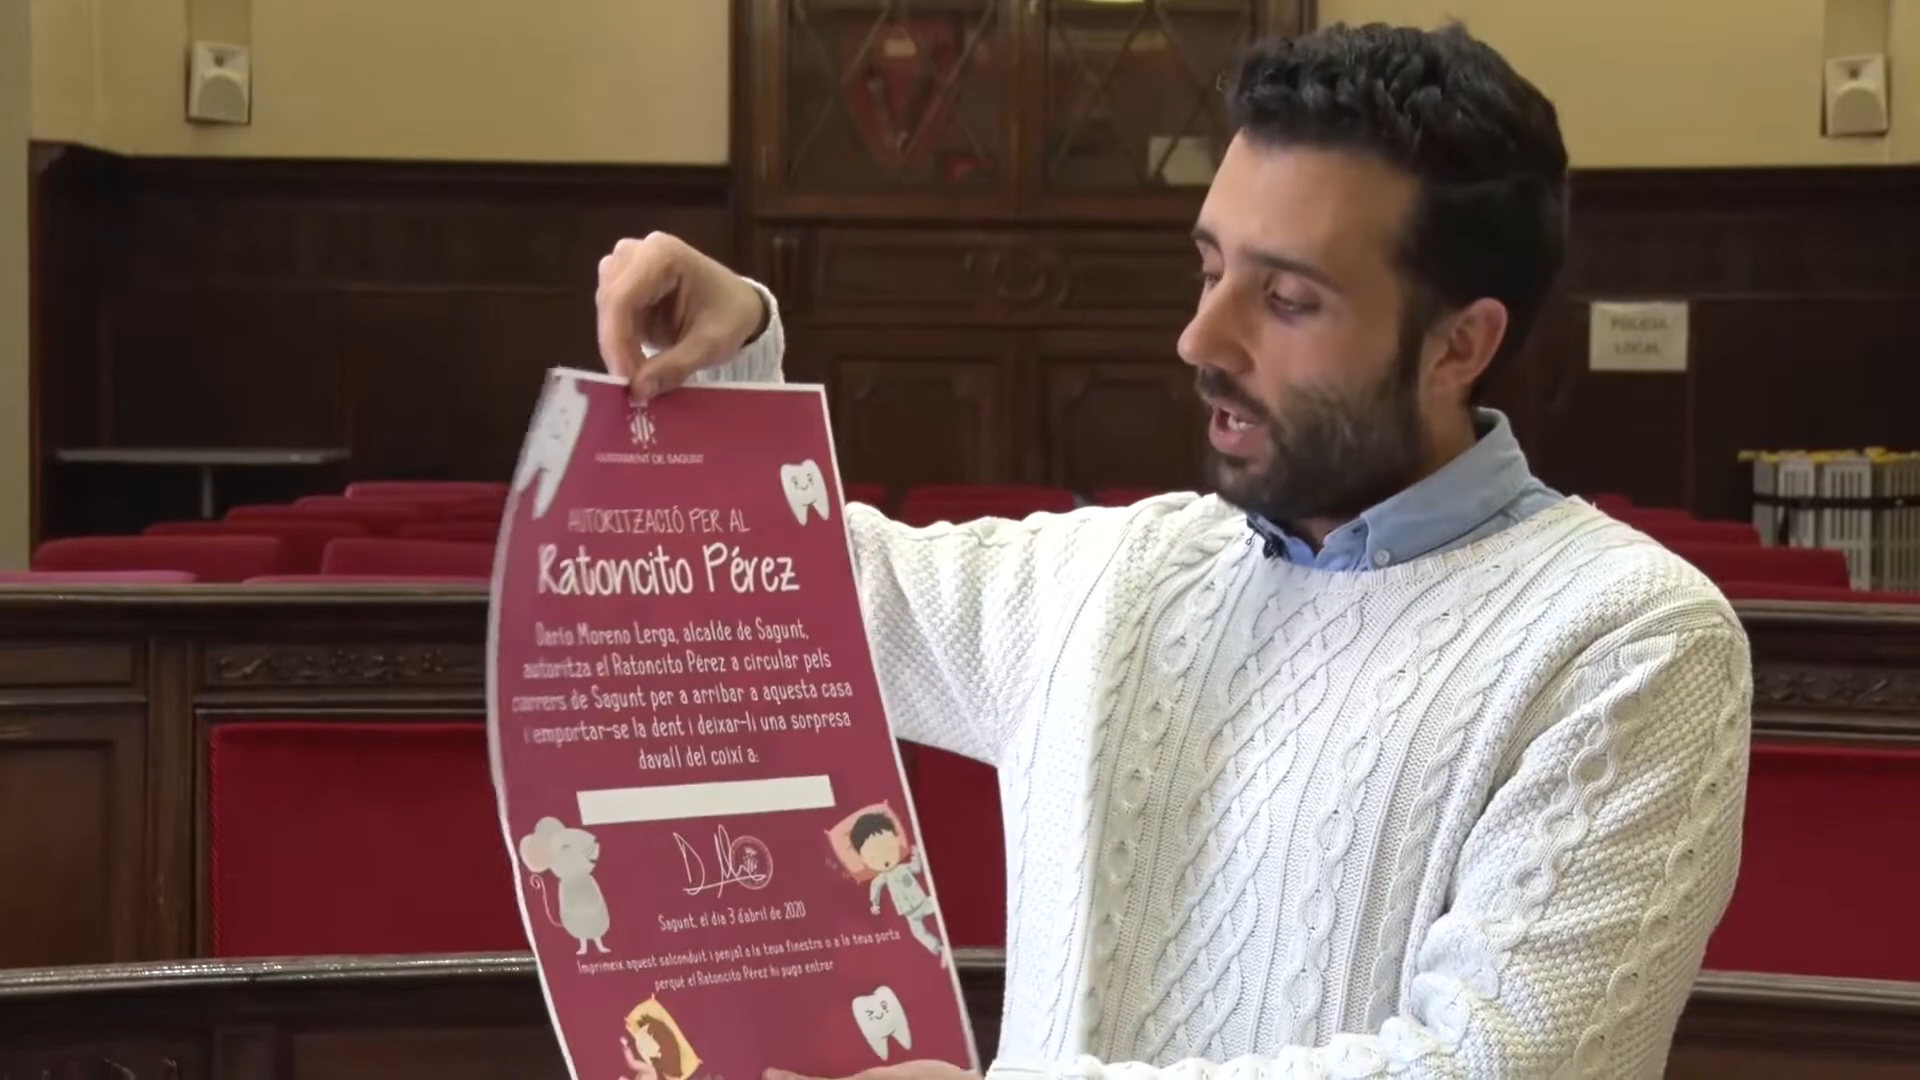 AJUNTAMENT DE SAGUNT
AUTORITZACIÓ PER AL
Ratoncito Pérez
Darío Moreno Lerga, alcalde de Sagunt,
autoritza el Ratoncito Pérez a circular pels
carrers de Sagunt per a arribar a aquesta casa
i emportar-se la dent i deixar-li una sorpresa
davall del coixí a:
Sagunt, el dia 3 d'abril de 2020
Imprimeix aquest salconduit i penjal a la teua finestra o a la teua porta
perquè el Ratoncito Pérez hi puga entrar
POLICIA
LOCAL